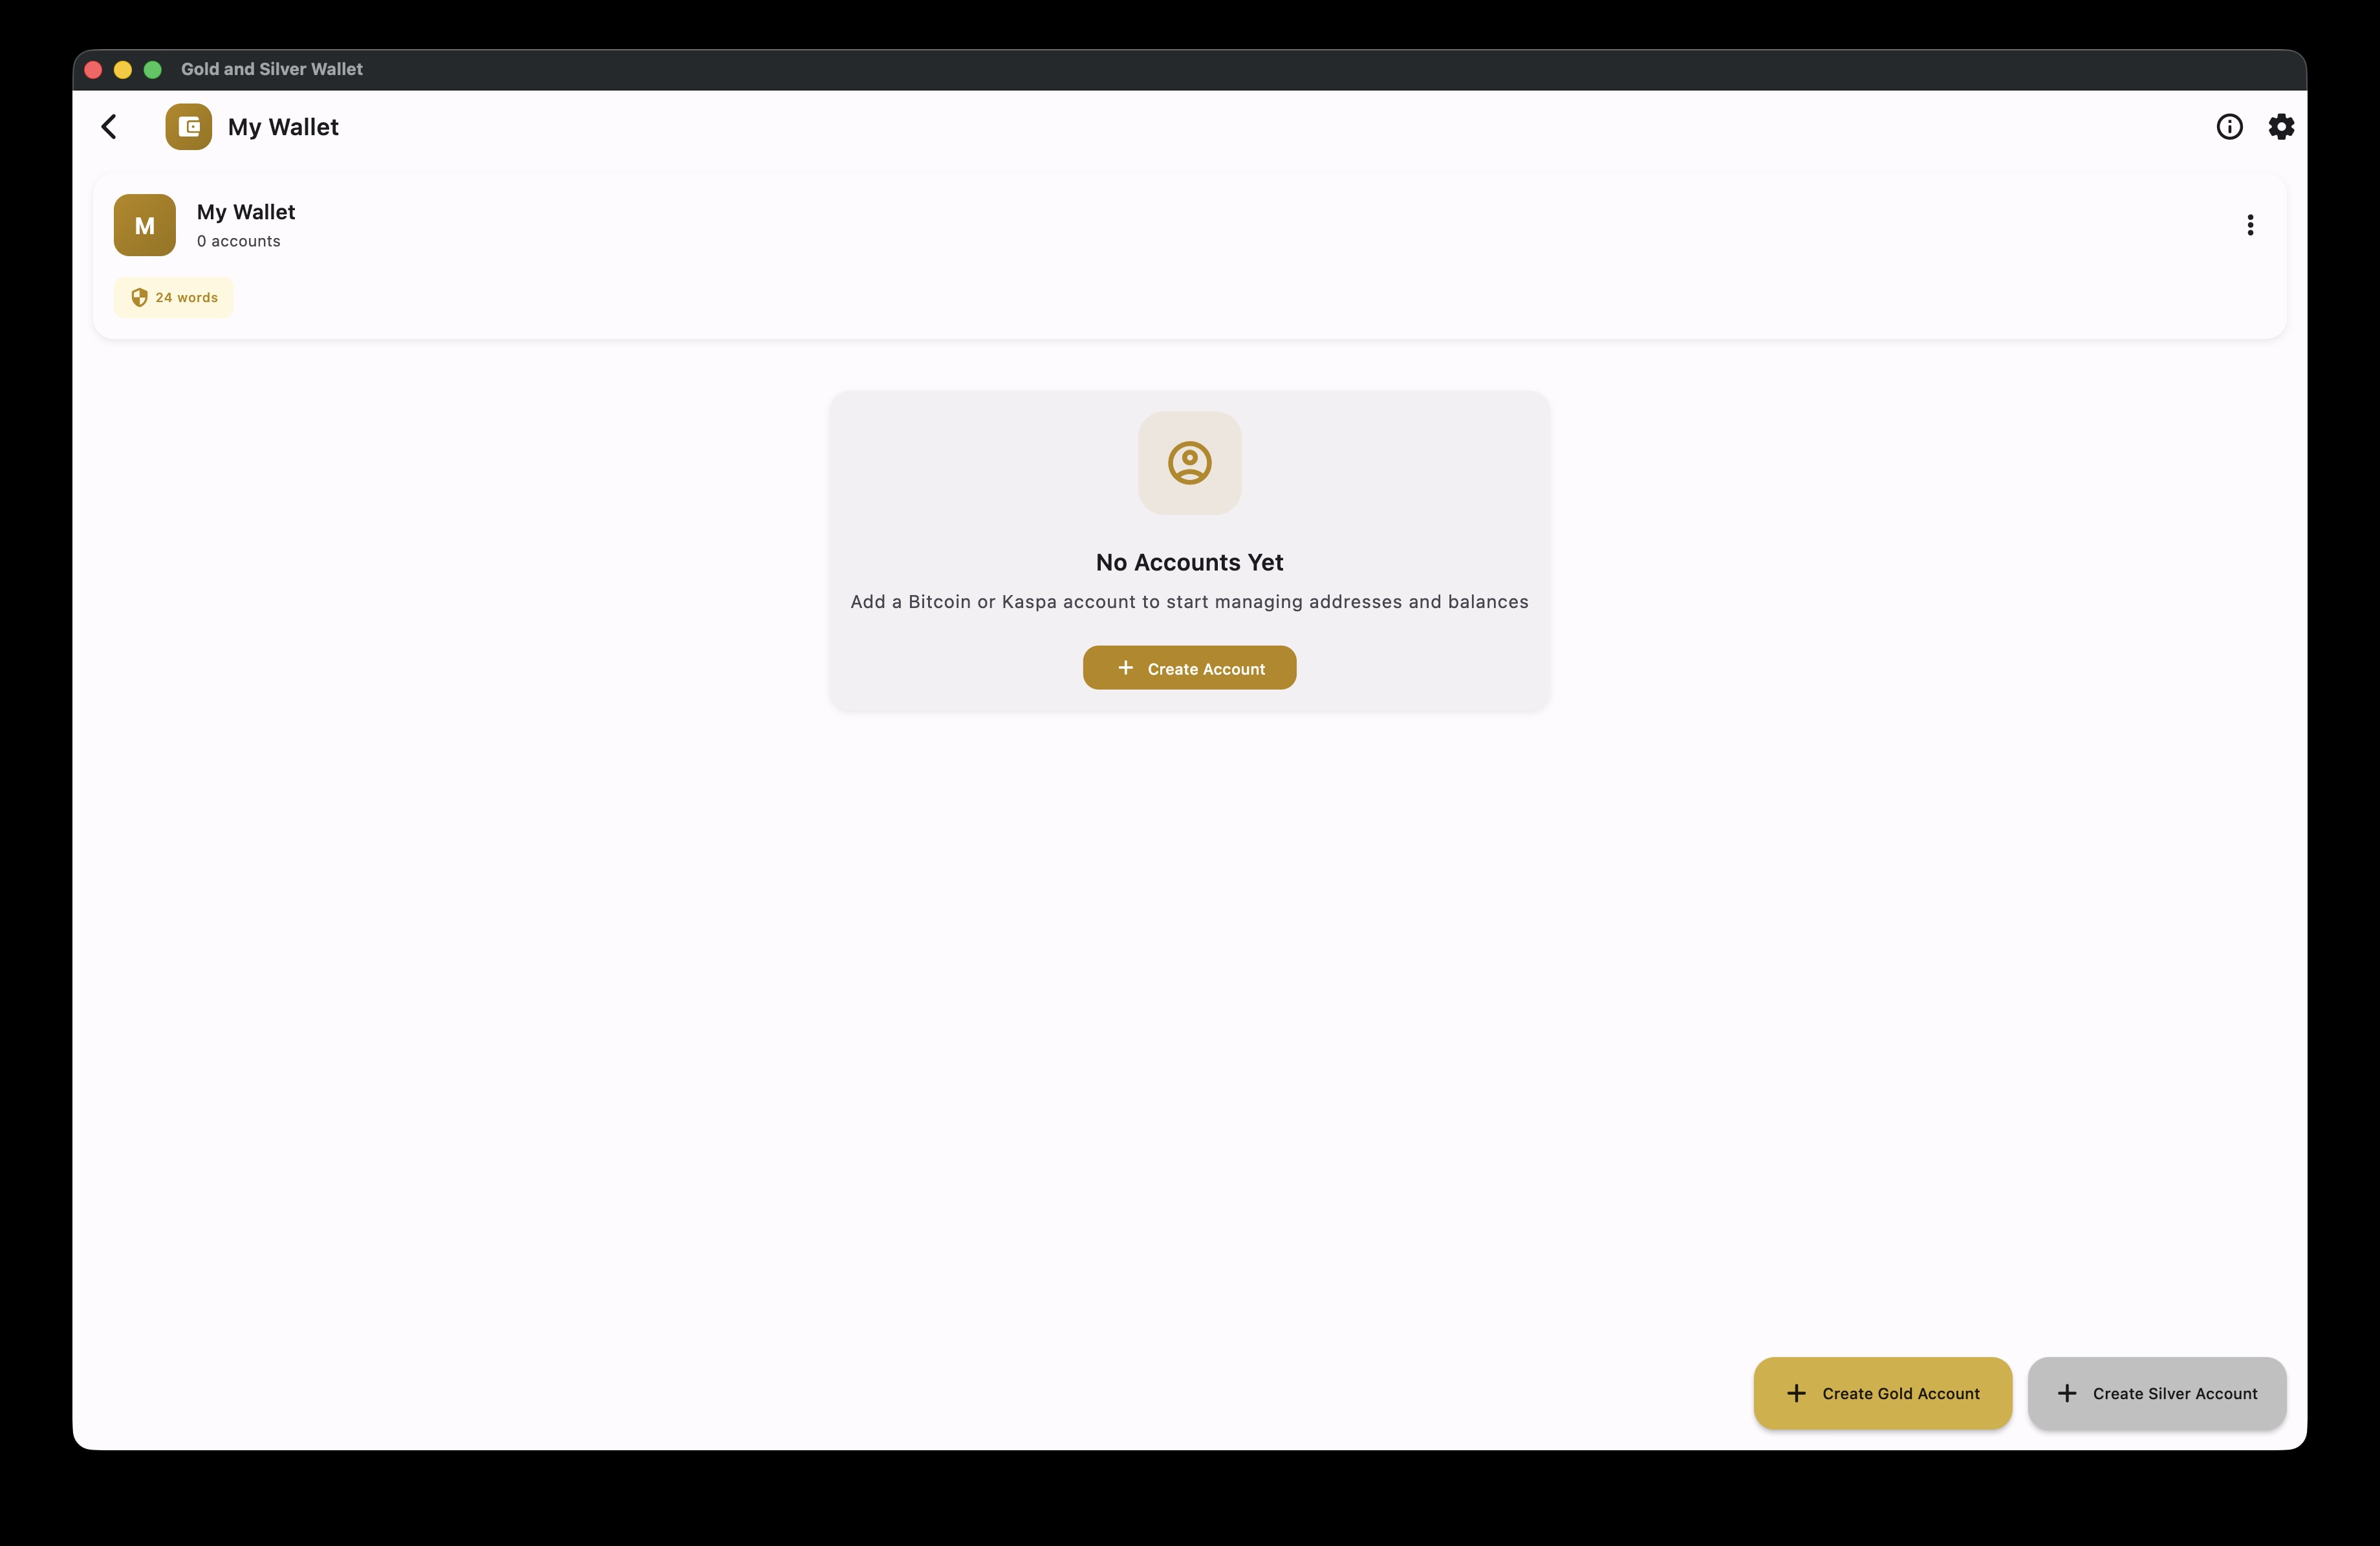 Gold and Silver Wallet
My Wallet
M
My Wallet
0 accounts
24 words
No Accounts Yet
Add a Bitcoin or Kaspa account to start managing addresses and balances
Create Account
Create Gold Account
Create Silver Account